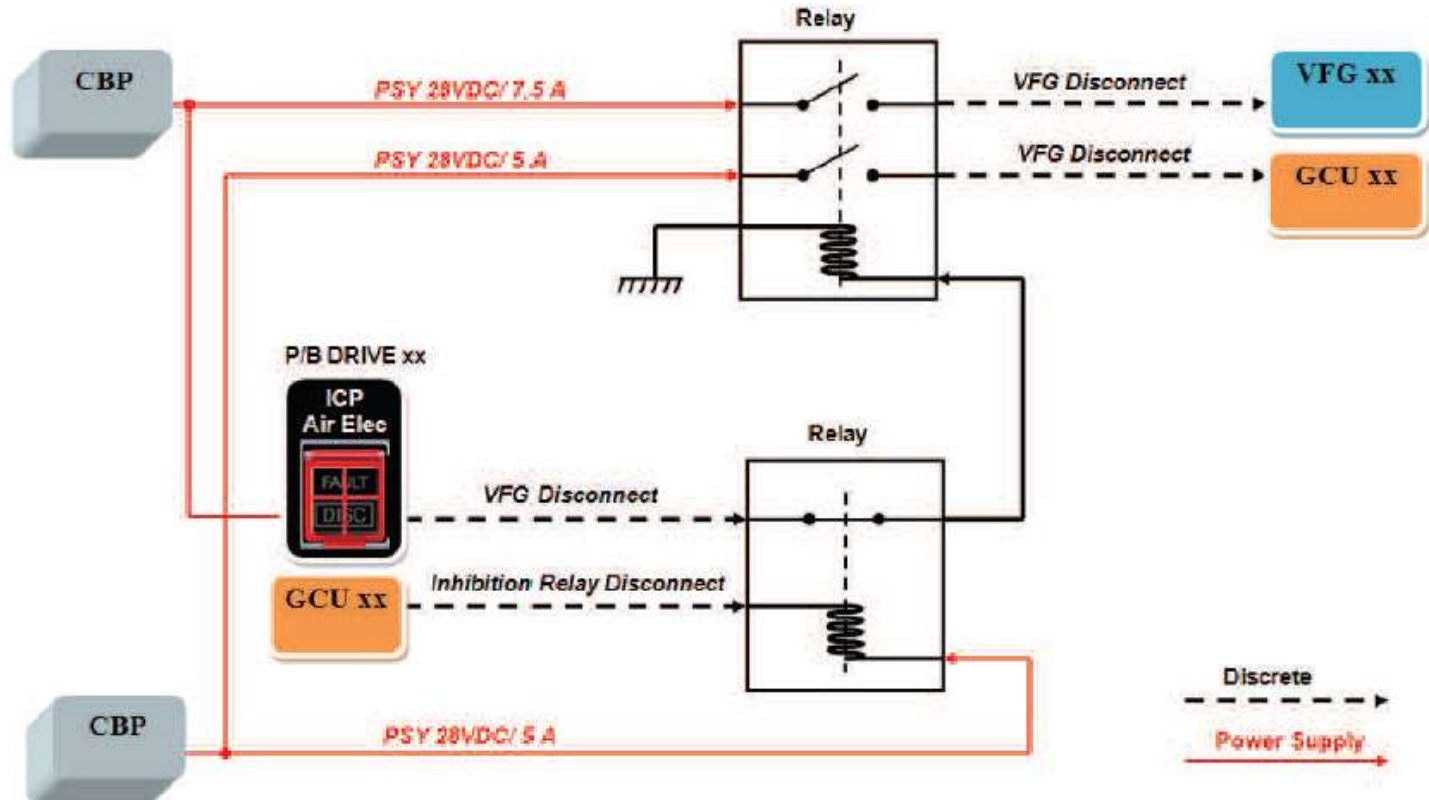 Relay
CBP
PSY 28VDC/ 7,5 A
VFG Disconnect
VFG xx
PSY 28VDC/ 5 A
VFG Disconnect
GCU xx
P/B DRIVE xx
ICP
Air Elec
FAULT
DISC
Relay
VFG Disconnect
GCU xx
Inhibition Relay Disconnect
CBP
PSY 28VDC/ 5 A
Discrete
Power Supply